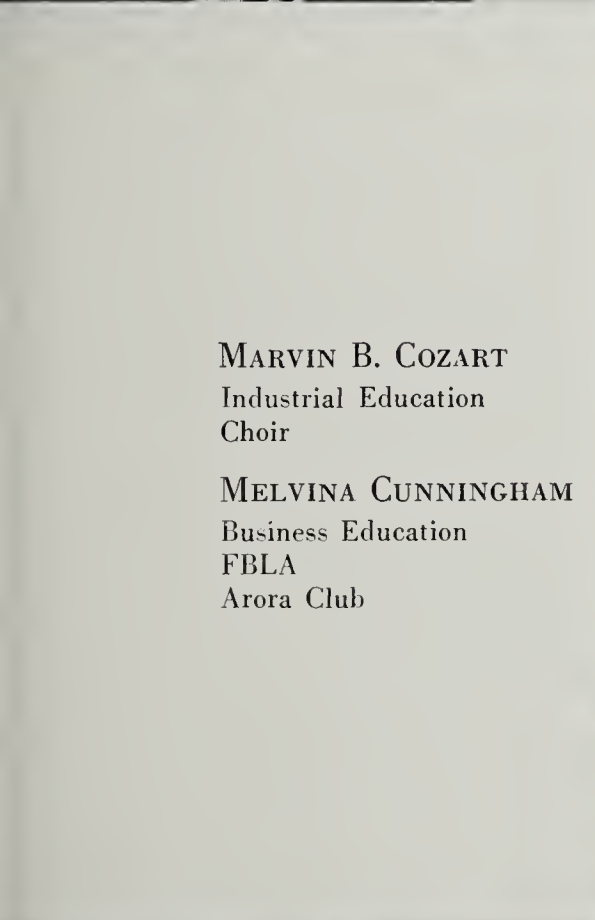 MARVIN B. COZART
Industrial Education
Choir
MELVINA CUNNINGHAM
Business Education
FBLA
Arora Club